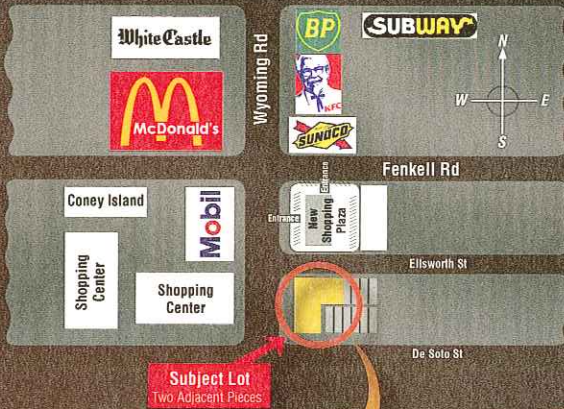 White Castle
McDonald's
Wyoming Rd
BP
SUBWAY
KFC
SUNOCO
N
W
E
S
Fenkell Rd
Coney Island
Mobil
Shopping
Center
Shopping
Center
Entrance
Entrance
New
Shopping
Plaza
Ellsworth St
De Soto St
Subject Lot
Two Adjacent Pieces